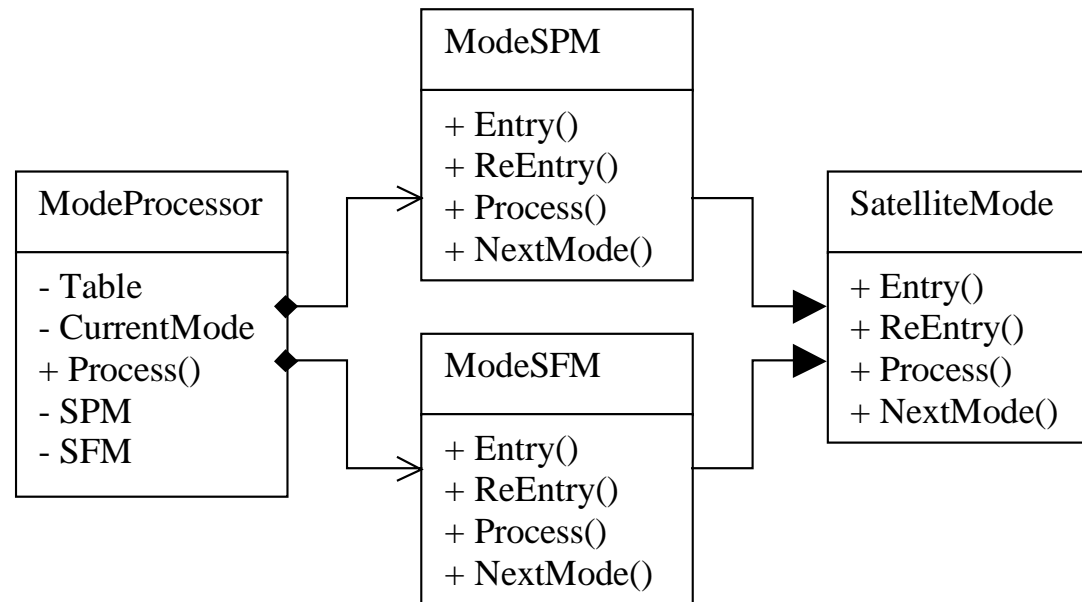 ModeProcessor
- Table
- CurrentMode
+ Process()
- SPM
- SFM
ModeSPM
+ Entry()
+ ReEntry()
+ Process()
+ NextMode()
ModeSFM
+ Entry()
+ ReEntry()
+ Process()
+ NextMode()
SatelliteMode
+ Entry()
+ ReEntry()
+ Process()
+ NextMode()